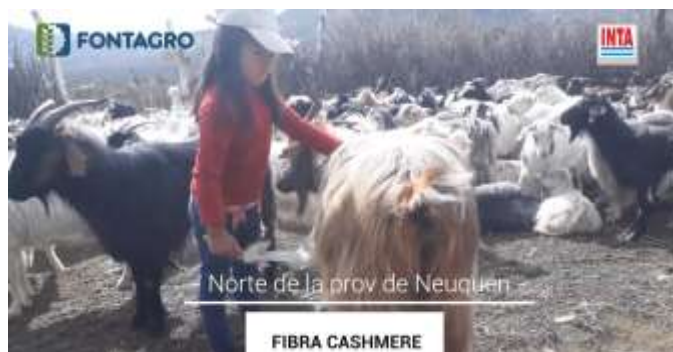 FONTAGRO
INTA
- Norte de la prov de Neuquen -
FIBRA CASHMERE